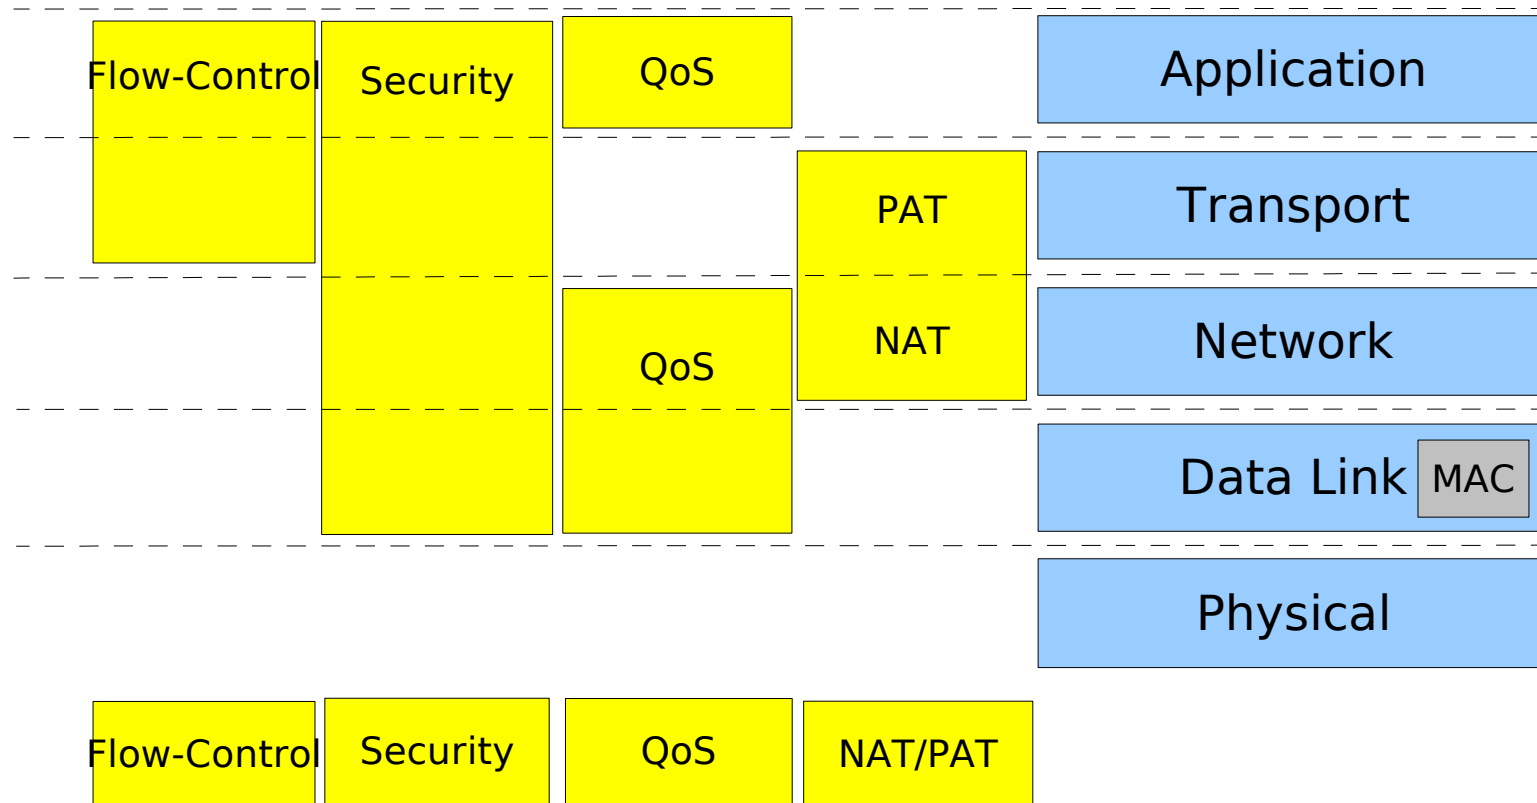 Flow-Control
Security
QoS
Application
PAT
Transport
NAT
QoS
Network
Data Link
MAC
Physical
Flow-Control
Security
QoS
NAT/PAT